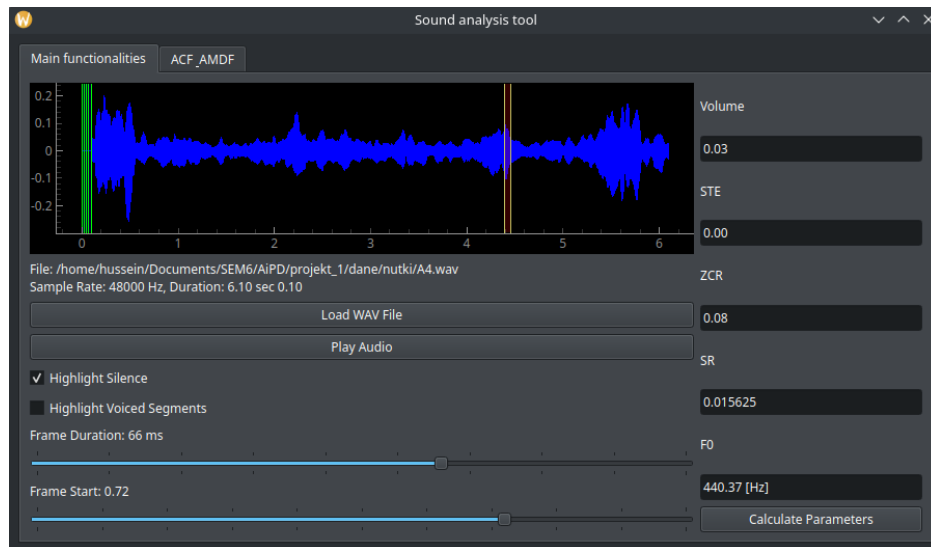 Sound analysis tool
Main functionalities
ACF_AMDF
0.2
0.1
0
-0.1
-0.2
0 1 2 3 4 5 6
File: /home/hussein/Documents/SEM6/AiPD/projekt_1/dane/nutki/A4.wav
Sample Rate: 48000 Hz, Duration: 6.10 sec 0.10
Load WAV File
Play Audio
Highlight Silence
Highlight Voiced Segments
Frame Duration: 66 ms
Frame Start: 0.72
Volume
0.03
STE
0.00
ZCR
0.08
SR
0.015625
F0
440.37 [Hz]
Calculate Parameters